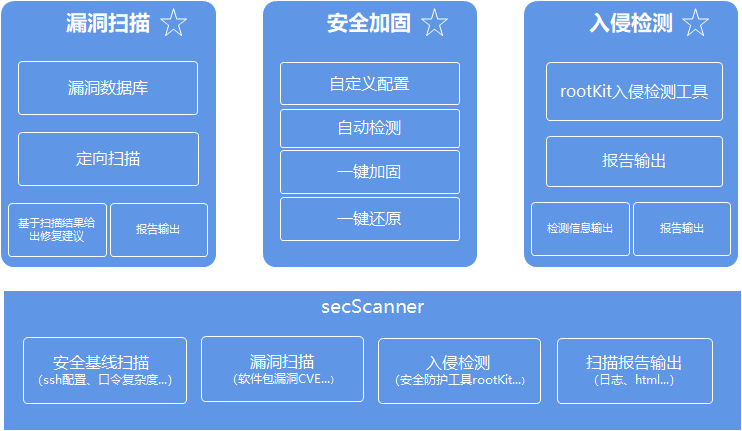 漏洞扫描
漏洞数据库
定向扫描
基于扫描结果给
出修复建议
报告输出
安全加固
自定义配置
自动检测
一键加固
一键还原
入侵检测
rootKit入侵检测工具
报告输出
检测信息输出
报告输出
secScanner
安全基线扫描
（ssh配置、口令复杂度...）
漏洞扫描
（软件包漏洞CVE...）
入侵检测
（安全防护工具rootKit...）
扫描报告输出
（日志、html...）